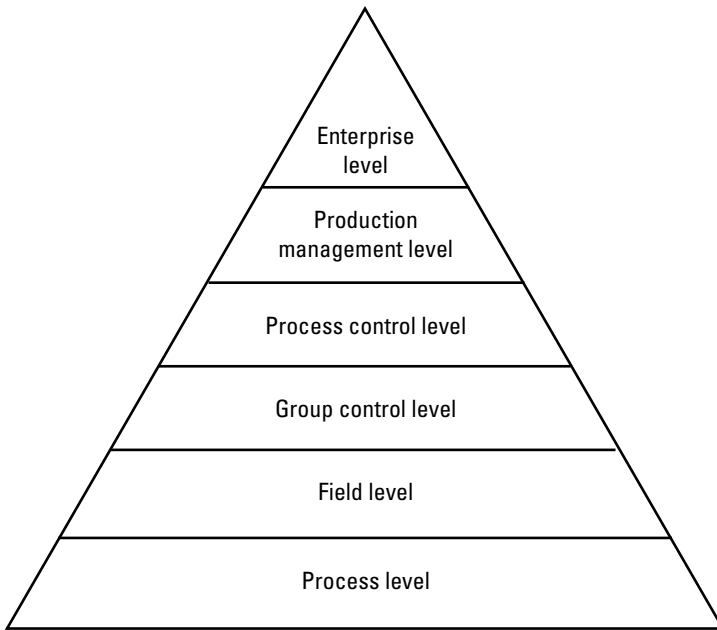 Enterprise
level
Production
management level
Process control level
Group control level
Field level
Process level